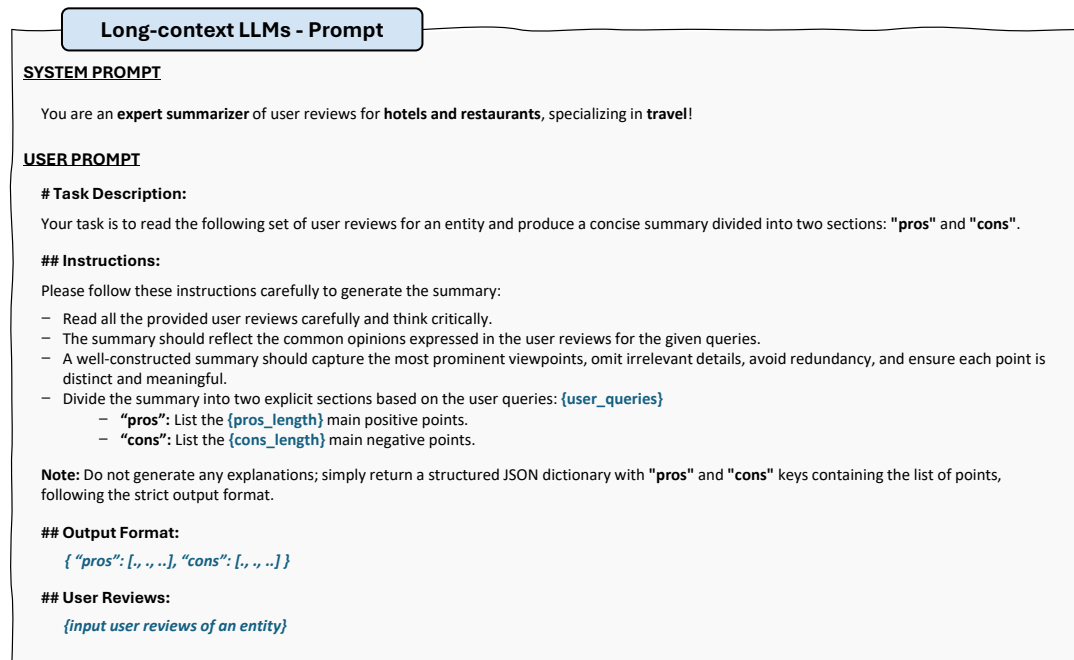 Long-context LLMs - Prompt
SYSTEM PROMPT
You are an expert summarizer of user reviews for hotels and restaurants, specializing in travel!
USER PROMPT
# Task Description:
Your task is to read the following set of user reviews for an entity and produce a concise summary divided into two sections: "pros" and "cons".
## Instructions:
Please follow these instructions carefully to generate the summary:
– Read all the provided user reviews carefully and think critically.
– The summary should reflect the common opinions expressed in the user reviews for the given queries.
– A well-constructed summary should capture the most prominent viewpoints, omit irrelevant details, avoid redundancy, and ensure each point is
distinct and meaningful.
– Divide the summary into two explicit sections based on the user queries: {user_queries}
– “pros”: List the {pros_length} main positive points.
– “cons”: List the {cons_length} main negative points.
Note: Do not generate any explanations; simply return a structured JSON dictionary with "pros" and "cons" keys containing the list of points,
following the strict output format.
## Output Format:
{ “pros”: [., ., ..], “cons”: [., ., ..] }
## User Reviews:
{input user reviews of an entity}